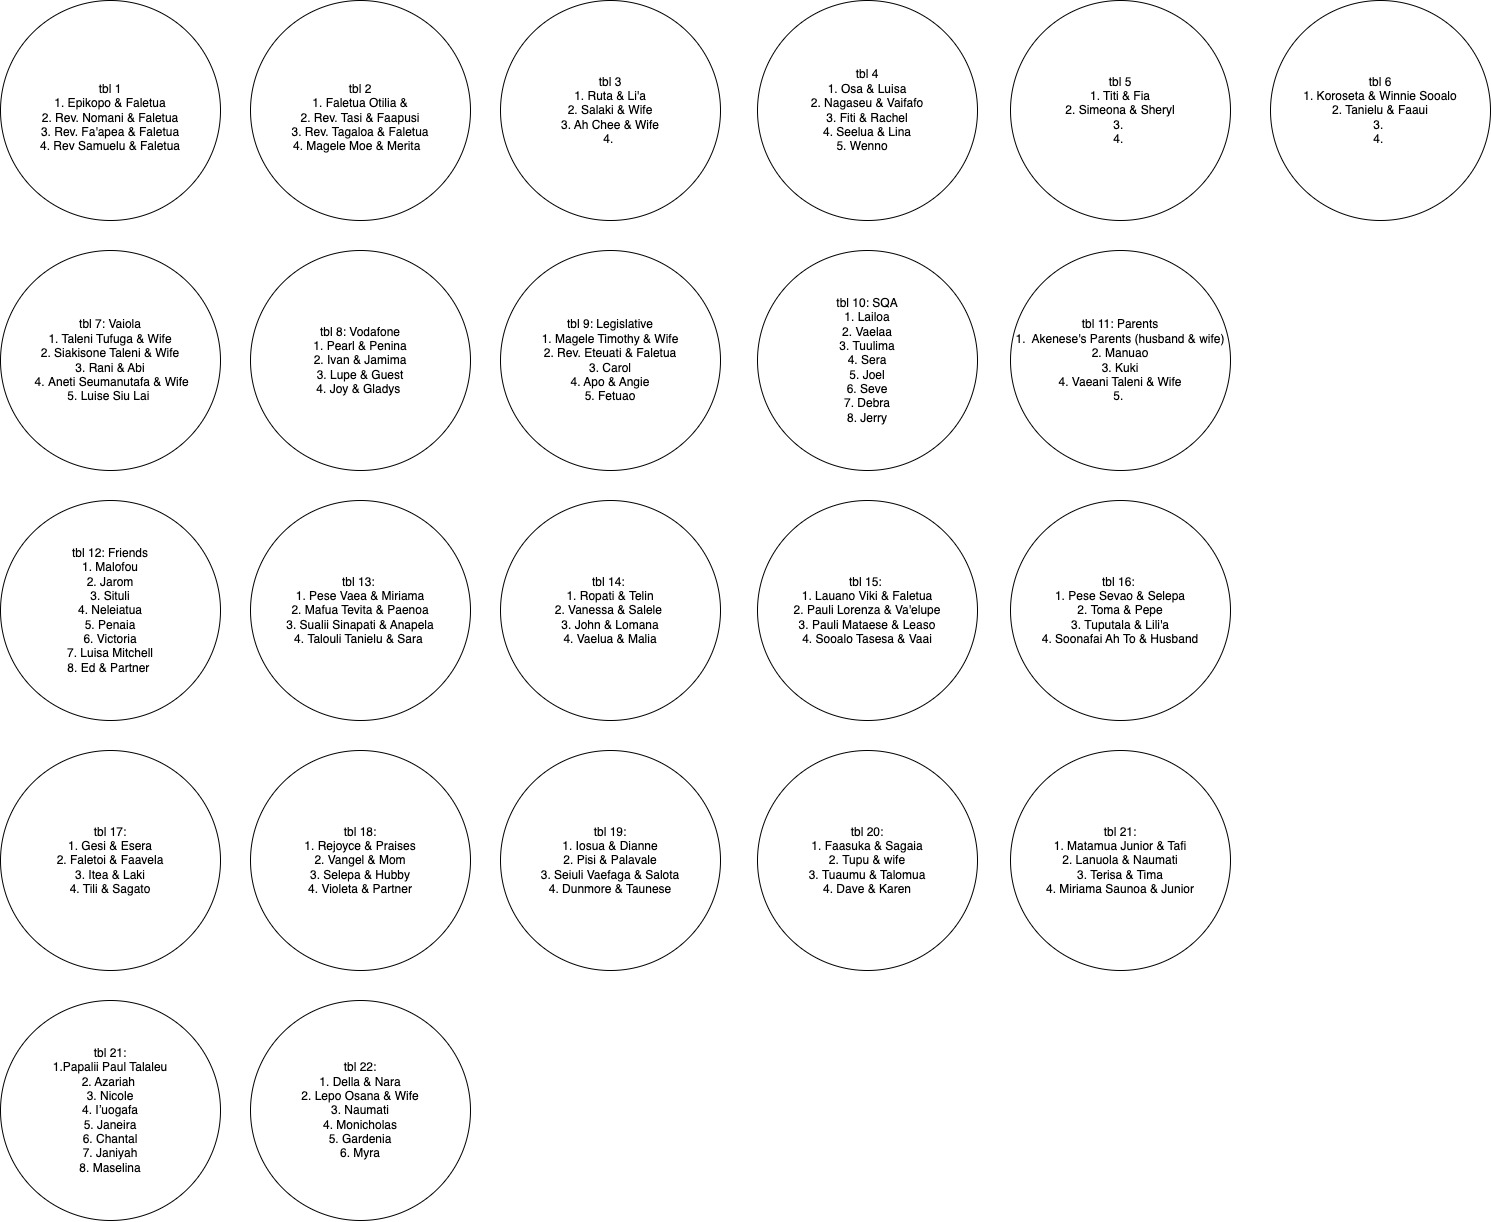 tbl 1
1. Epikopo & Faletua
2. Rev. Nomani & Faletua
3. Rev. Fa'apea & Faletua
4. Rev Samuelu & Faletua
tbl 2
1. Faletua Otilia &
2. Rev. Tasi & Faapusi
3. Rev. Tagaloa & Faletua
4. Magele Moe & Merita
tbl 3
1. Ruta & Li'a
2. Salaki & Wife
3. Ah Chee & Wife
4.
tbl 4
1. Osa & Luisa
2. Nagaseu & Vaifafo
3. Fiti & Rachel
4. Seelua & Lina
5. Wenno
tbl 5
1. Titi & Fia
2. Simeona & Sheryl
3.
4.
tbl 6
1. Koroseta & Winnie Sooalo
2. Tanielu & Faaui
3.
4.
tbl 7: Vaiola
1. Taleni Tufuga & Wife
2. Siakisone Taleni & Wife
3. Rani & Abi
4. Aneti Seumanutafa & Wife
5. Luise Siu Lai
tbl 8: Vodafone
1. Pearl & Penina
2. Ivan & Jamima
3. Lupe & Guest
4. Joy & Gladys
tbl 9: Legislative
1. Magele Timothy & Wife
2. Rev. Eteuati & Faletua
3. Carol
4. Apo & Angie
5. Fetuao
tbl 10: SQA
1. Lailoa
2. Vaelaa
3. Tuulima
4. Sera
5. Joel
6. Seve
7. Debra
8. Jerry
tbl 11: Parents
1. Akenese's Parents (husband & wife)
2. Manuao
3. Kuki
4. Vaeani Taleni & Wife
5.
tbl 12: Friends
1. Malofou
2. Jarom
3. Situli
4. Neleiatua
5. Penaia
6. Victoria
7. Luisa Mitchell
8. Ed & Partner
tbl 13:
1. Pese Vaea & Miriama
2. Mafua Tevita & Paenoa
3. Sualii Sinapati & Anapela
4. Talouli Tanielu & Sara
tbl 14:
1. Ropati & Telin
2. Vanessa & Salele
3. John & Lomana
4. Vaelua & Malia
tbl 15:
1. Lauano Viki & Faletua
2. Pauli Lorenza & Va'elupe
3. Pauli Mataese & Leaso
4. Sooalo Tasesa & Vaai
tbl 16:
1. Pese Sevao & Selepa
2. Toma & Pepe
3. Tuputala & Lili'a
4. Soonafai Ah To & Husband
tbl 17:
1. Gesi & Esera
2. Faletoi & Faavela
3. Itea & Laki
4. Tili & Sagato
tbl 18:
1. Rejoyce & Praises
2. Vangel & Mom
3. Selepa & Hubby
4. Violeta & Partner
tbl 19:
1. Iosua & Dianne
2. Pisi & Palavale
3. Seiuli Vaefaga & Salota
4. Dunmore & Taunese
tbl 20:
1. Faasuka & Sagaia
2. Tupu & wife
3. Tuaumu & Talomua
4. Dave & Karen
tbl 21:
1. Matamua Junior & Tafi
2. Lanuola & Naumati
3. Terisa & Tima
4. Miriama Saunoa & Junior
tbl 21:
1.Papalii Paul Talaleu
2. Azariah
3. Nicole
4. I'uogafa
5. Janeira
6. Chantal
7. Janiyah
8. Maselina
tbl 22:
1. Della & Nara
2. Lepo Osana & Wife
3. Naumati
4. Monicholas
5. Gardenia
6. Myra